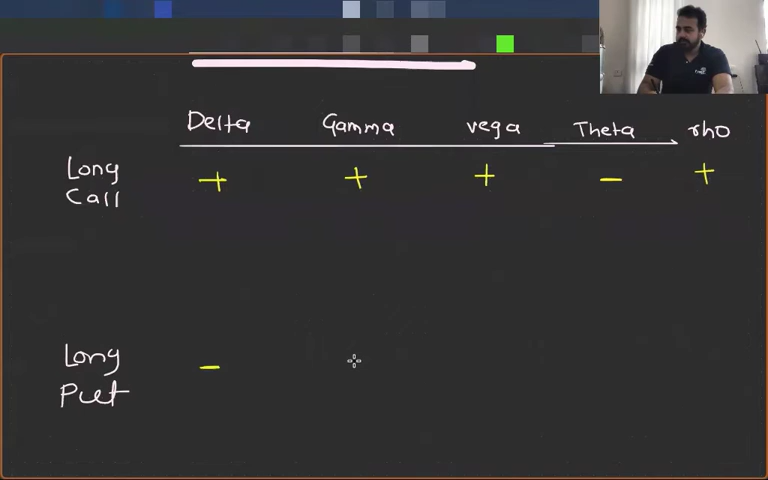 Delta Gamma vega Theta rho
Long Call + + + - +
Long Put -